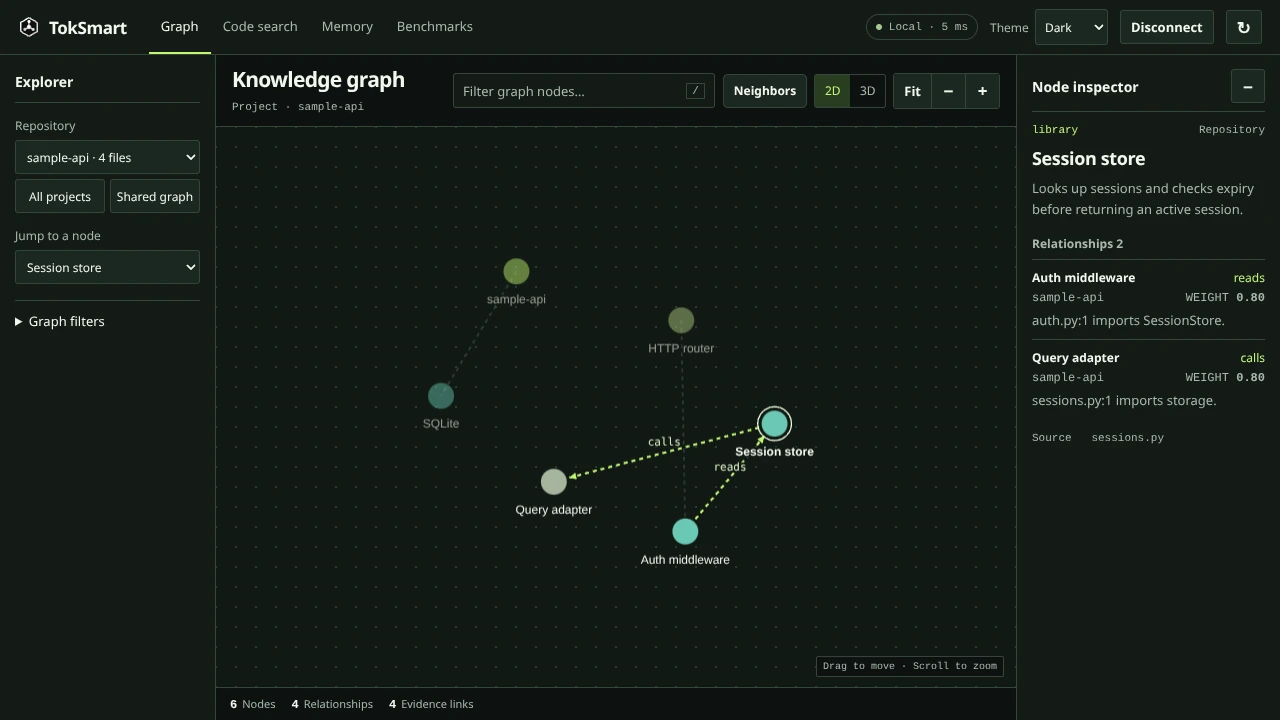 TokSmart Graph Code search Memory Benchmarks Local · 5 ms Theme Dark Disconnect ↻
Explorer
Repository
sample-api · 4 files
All projects Shared graph
Jump to a node
Session store
▶ Graph filters
Knowledge graph
Project · sample-api
Filter graph nodes... /
Neighbors 2D 3D Fit − +
sample-api
HTTP router
SQLite
calls
Session store
reads
Query adapter
Auth middleware
Drag to move · Scroll to zoom
6 Nodes 4 Relationships 4 Evidence links
Node inspector −
library Repository
Session store
Looks up sessions and checks expiry
before returning an active session.
Relationships 2
Auth middleware reads
sample-api WEIGHT 0.80
auth.py:1 imports SessionStore.
Query adapter calls
sample-api WEIGHT 0.80
sessions.py:1 imports storage.
Source sessions.py